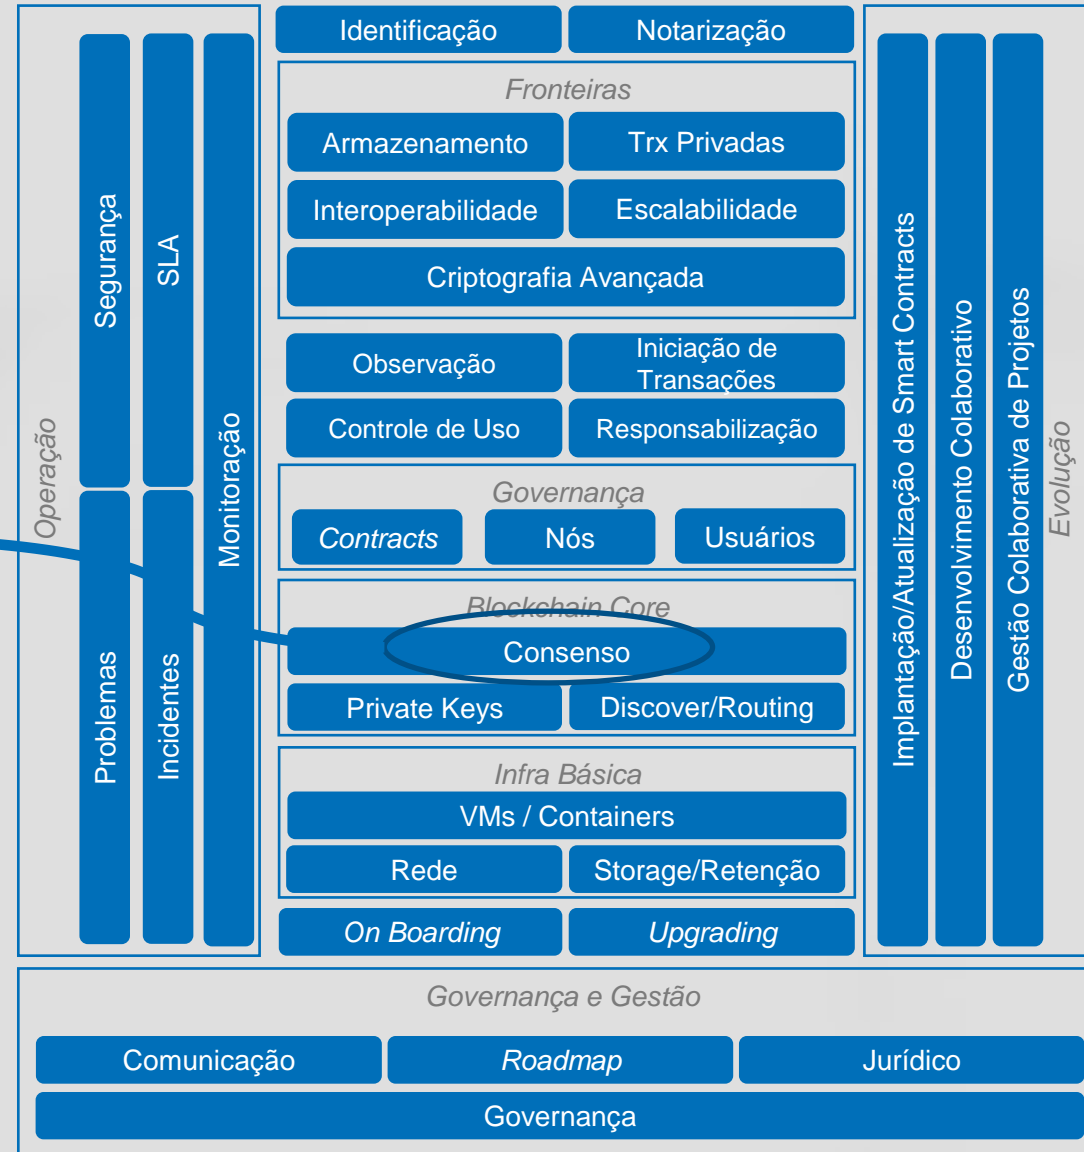 Operação
Segurança
SLA
Problemas
Incidentes
Monitoração
Identificação
Notarização
Fronteiras
Armazenamento
Trx Privadas
Interoperabilidade
Escalabilidade
Criptografia Avançada
Observação
Iniciação de
Transações
Controle de Uso
Responsabilização
Governança
Contracts
Nós
Usuários
Blockchain Core
Consenso
Private Keys
Discover/Routing
Infra Básica
VMs / Containers
Rede
Storage/Retenção
On Boarding
Upgrading
Implantação/Atualização de Smart Contracts
Desenvolvimento Colaborativo
Gestão Colaborativa de Projetos
Evolução
Governança e Gestão
Comunicação
Roadmap
Jurídico
Governança